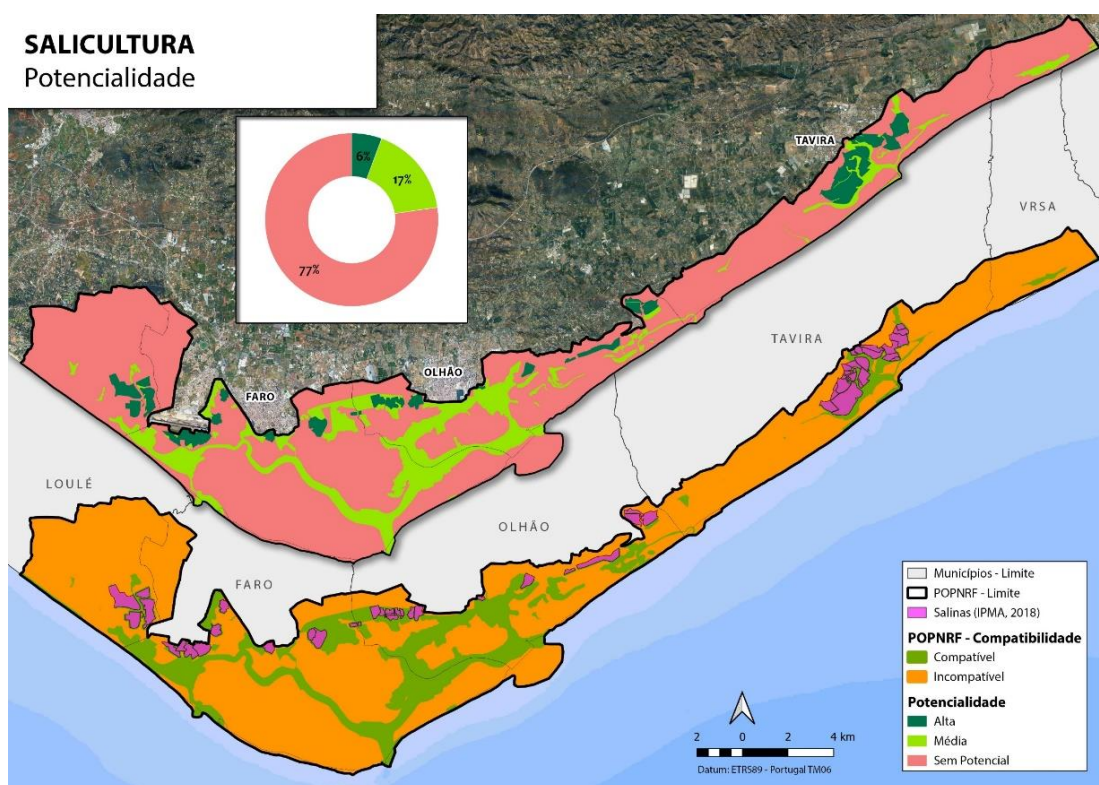 SALICULTURA
Potencialidade
6%
17%
77%
TAVIRA
VRSA
TAVIRA
OLHÃO
FARO
LOULÉ
OLHÃO
FARO
Municípios - Limite
POPNRF - Limite
Salinas (IPMA, 2018)
POPNRF - Compatibilidade
Compatível
Incompatível
Potencialidade
Alta
Média
Sem Potencial
2 0 2 4 km
Datum: ETRS89 - Portugal TM06